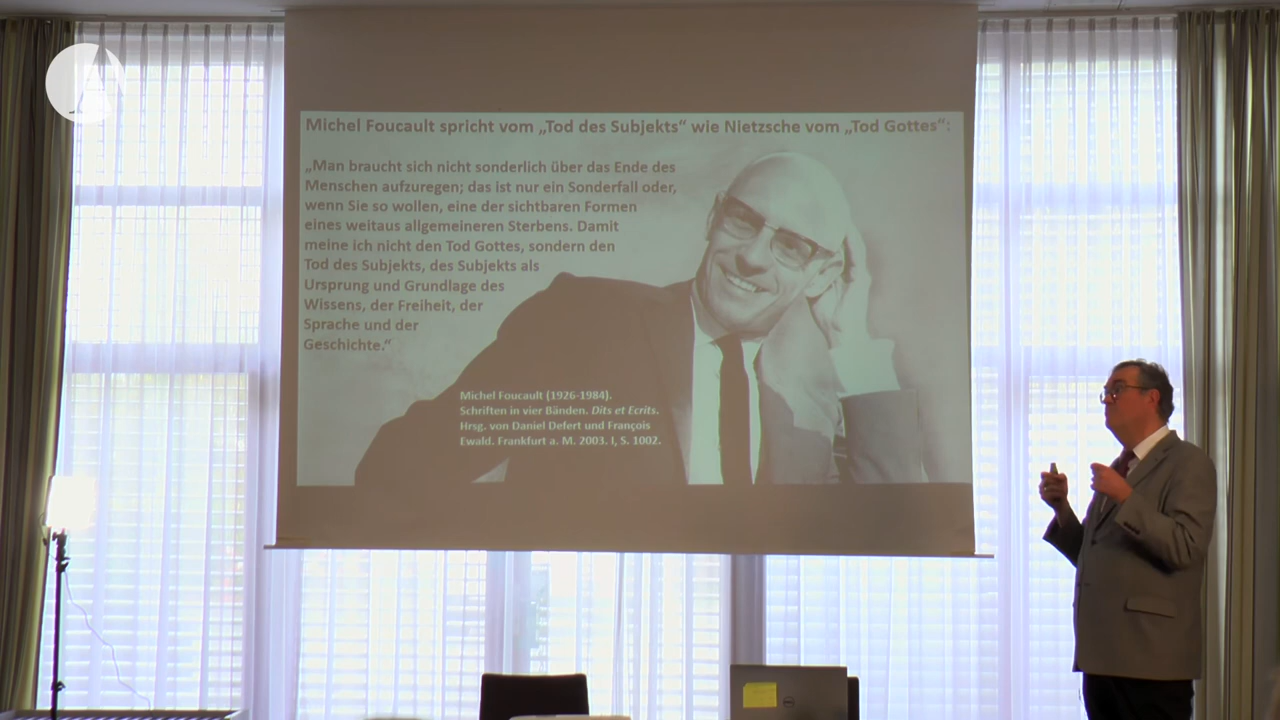 Michel Foucault spricht vom „Tod des Subjekts“ wie Nietzsche vom „Tod Gottes“:
„Man braucht sich nicht sonderlich über das Ende des
Menschen aufzuregen; das ist nur ein Sonderfall oder,
wenn Sie so wollen, eine der sichtbaren Formen
eines weitaus allgemeineren Sterbens. Damit
meine ich nicht den Tod Gottes, sondern den
Tod des Subjekts, des Subjekts als
Ursprung und Grundlage des
Wissens, der Freiheit, der
Sprache und der
Geschichte.“
Michel Foucault (1926-1984).
Schriften in vier Bänden. Dits et Ecrits.
Hrsg. von Daniel Defert und François
Ewald. Frankfurt a. M. 2003. I, S. 1002.